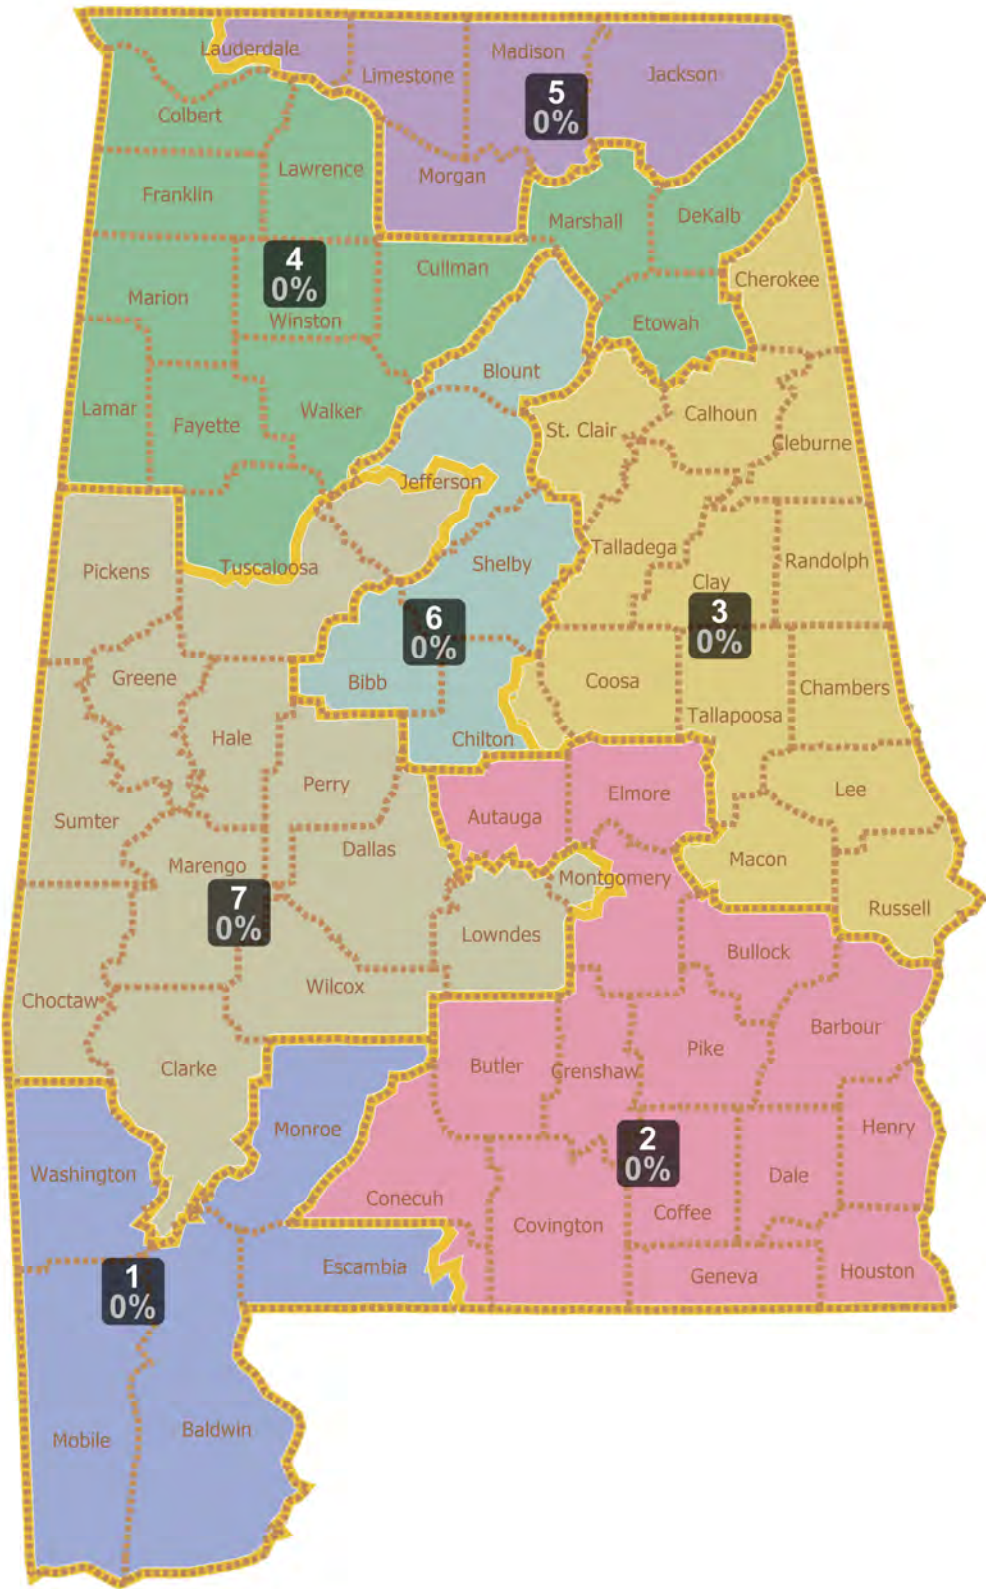 Lauderdale
Limestone
Madison
Jackson
5
0%
Colbert
Lawrence
Morgan
Franklin
Marshall
DeKalb
4
0%
Cullman
Cherokee
Marion
Winston
Etowah
Blount
Lamar
Fayette
Walker
St. Clair
Calhoun
Cleburne
Jefferson
Pickens
Tuscaloosa
Shelby
Talladega
Clay
Randolph
6
0%
3
0%
Greene
Bibb
Coosa
Chambers
Tallapoosa
Hale
Chilton
Perry
Elmore
Lee
Sumter
Autauga
Dallas
Macon
Marengo
Montgomery
7
0%
Russell
Lowndes
Bullock
Choctaw
Wilcox
Barbour
Clarke
Butler
Crenshaw
Pike
Monroe
Henry
2
0%
Washington
Conecuh
Dale
Covington
Coffee
1
0%
Escambia
Geneva
Houston
Mobile
Baldwin